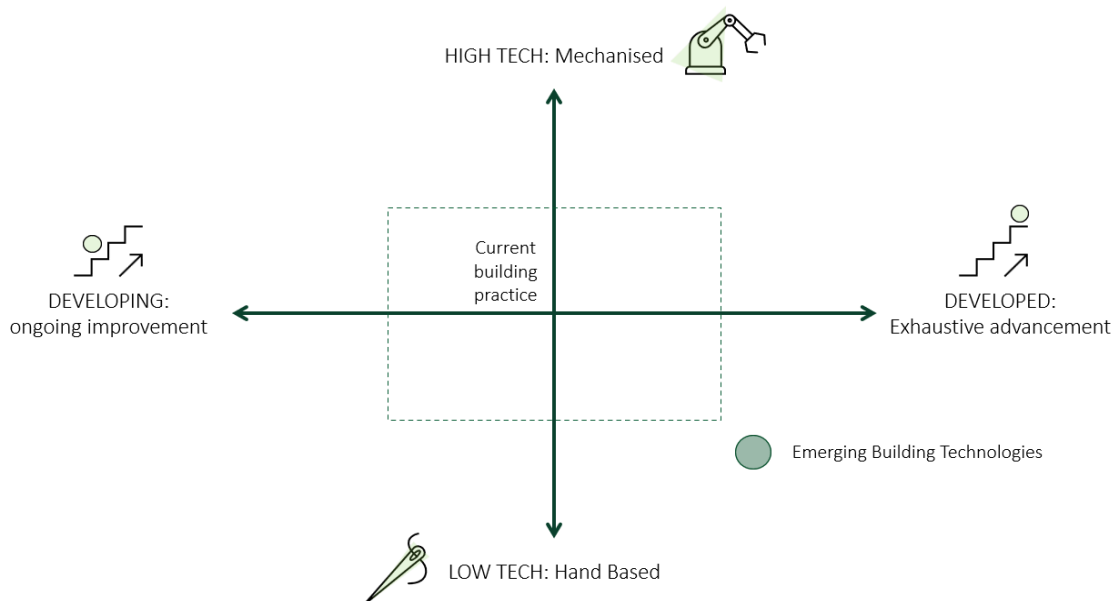 HIGH TECH: Mechanised
Current
building
practice
DEVELOPING:
ongoing improvement
DEVELOPED:
Exhaustive advancement
Emerging Building Technologies
LOW TECH: Hand Based